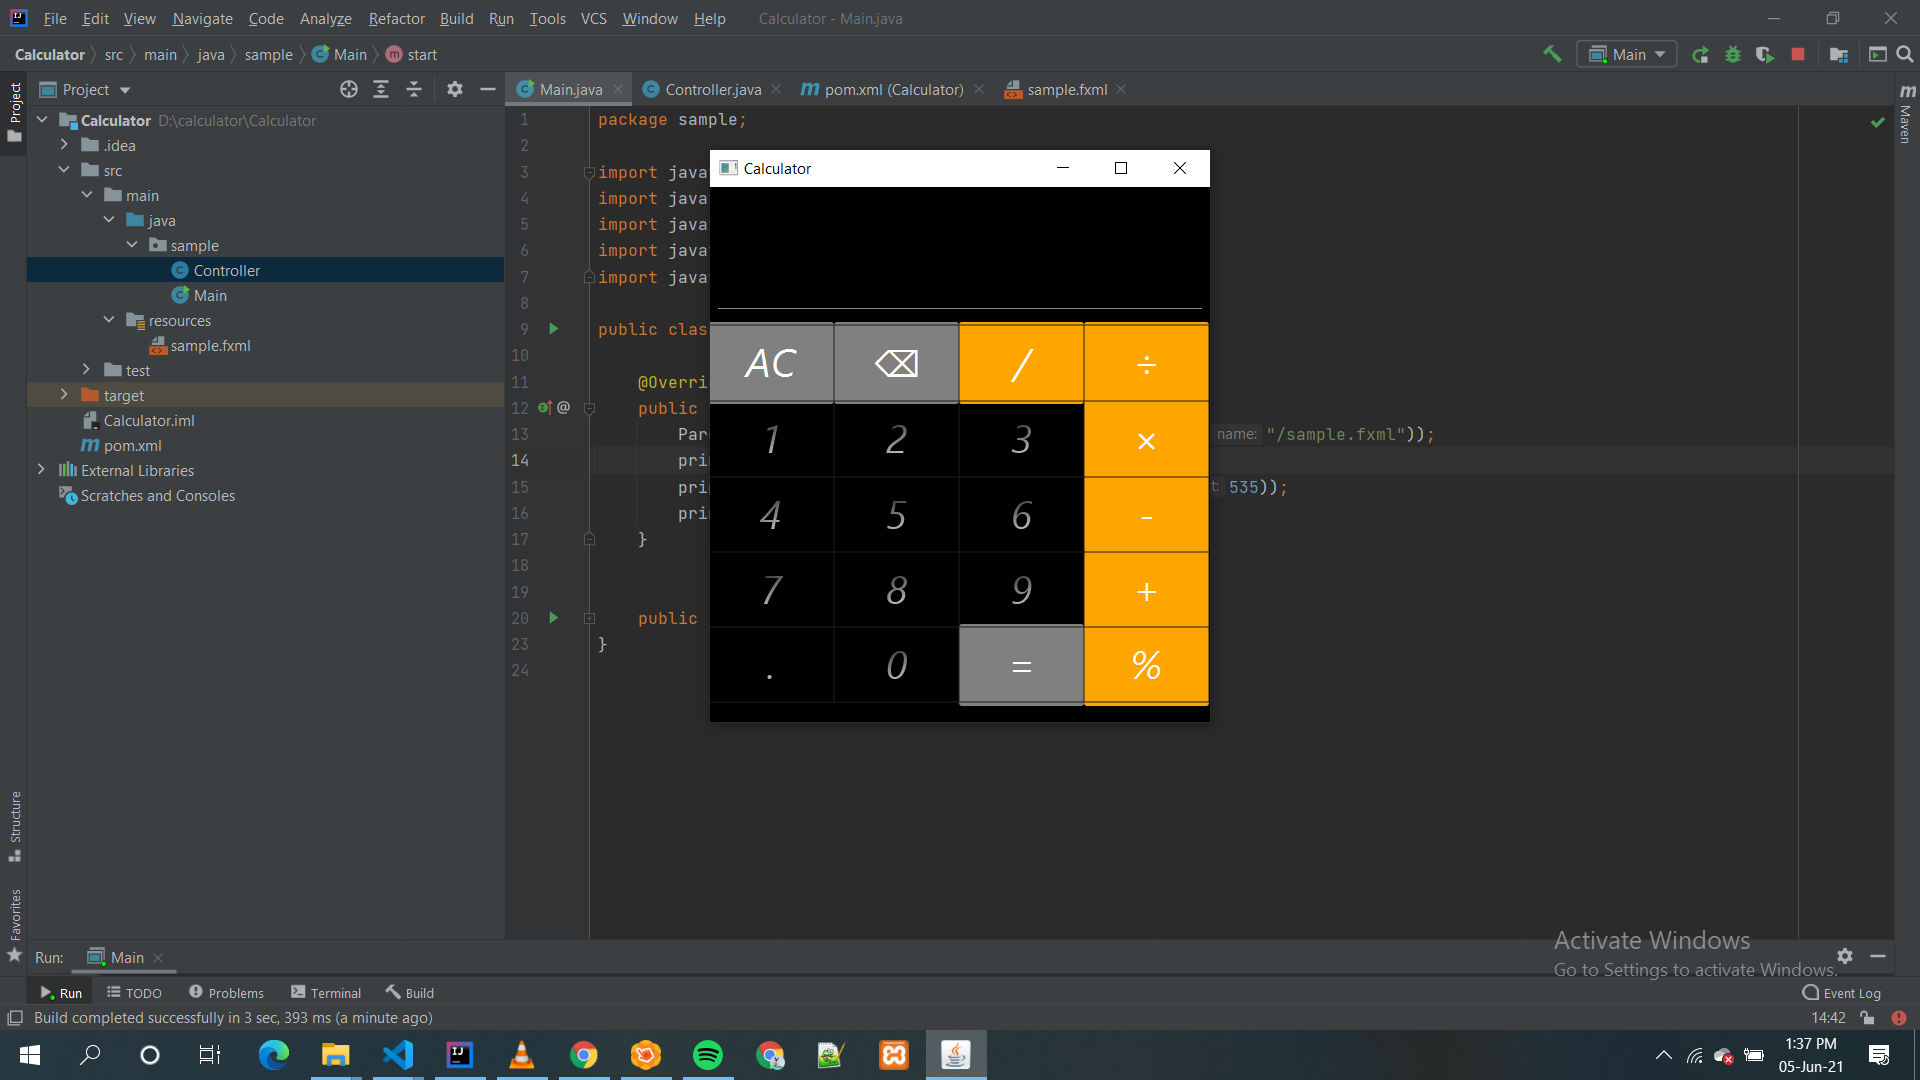 File Edit View Navigate Code Analyze Refactor Build Run Tools VCS Window Help Calculator - Main.java
Calculator src main java sample Main start
Main
Project
Main.java Controller.java pom.xml (Calculator) sample.fxml
Project
Maven
Calculator D:\calculator\Calculator
.idea
src
main
java
sample
Controller
Main
resources
sample.fxml
test
target
Calculator.iml
pom.xml
External Libraries
Scratches and Consoles
1 package sample;
2
3 import java
4 import java
5 import java
6 import java
7 import java
8
9 public clas
10
11 @Overri
12 public
13 Par name: "/sample.fxml"));
14 pri
15 pri t: 535));
16 pri
17 }
18
19
20 public
23 }
24
Calculator
AC ⌫ / ÷
1 2 3 ×
4 5 6 -
7 8 9 +
. 0 = %
Structure
Favorites
Activate Windows
Go to Settings to activate Windows.
Run: Main
Run TODO Problems Terminal Build Event Log
Build completed successfully in 3 sec, 393 ms (a minute ago) 14:42
1:37 PM
05-Jun-21